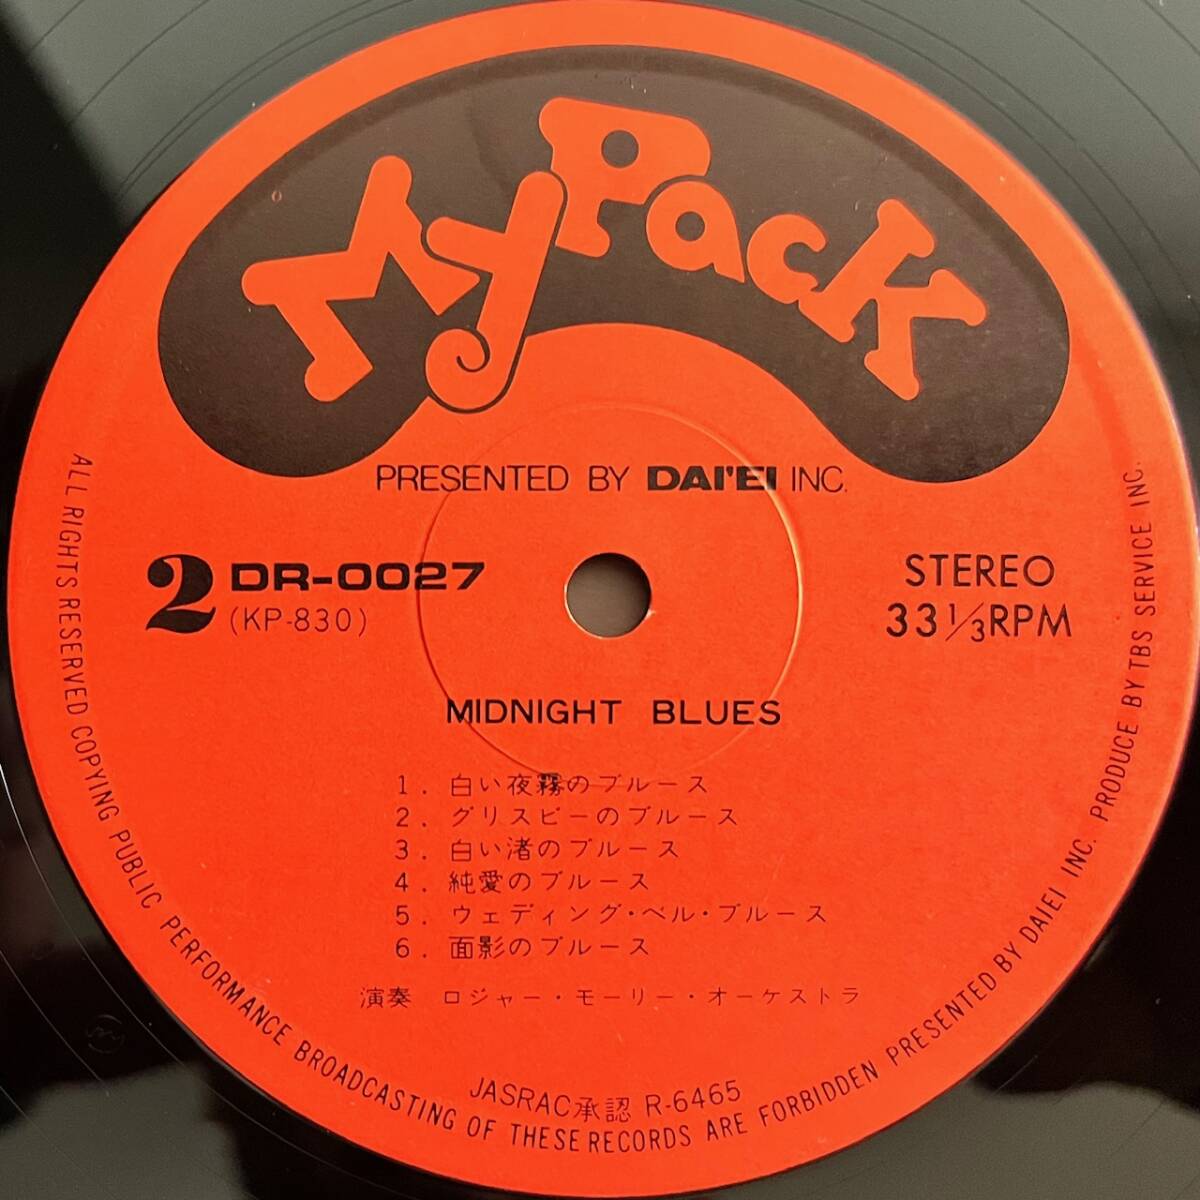 My Pack
PRESENTED BY DAI'EI INC.
2 DR-0027
(KP-830)
STEREO
33 1/3 RPM
MIDNIGHT BLUES
1. 白い夜霧のブルース
2. グリスビーのブルース
3. 白い渚のブルース
4. 純愛のブルース
5. ウェディング・ベル・ブルース
6. 面影のブルース
演奏 ロジャー・モーリー・オーケストラ
JASRAC承認 R-6465
ALL RIGHTS RESERVED COPYING PUBLIC PERFORMANCE BROADCASTING OF THESE RECORDS ARE FORBIDDEN PRESENTED BY DAIEI INC. PRODUCE BY TBS SERVICE INC.